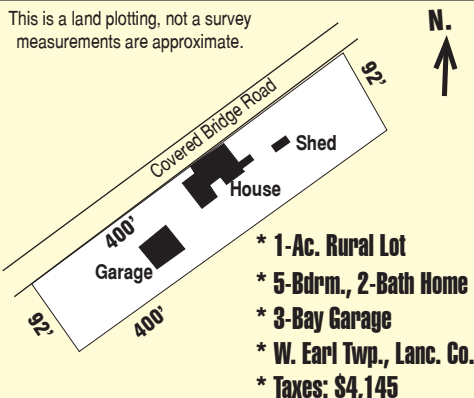 This is a land plotting, not a survey
measurements are approximate.
N.
92’
Covered Bridge Road
Shed
House
400’
Garage
92’
400’
* 1-Ac. Rural Lot
* 5-Bdrm., 2-Bath Home
* 3-Bay Garage
* W. Earl Twp., Lanc. Co.
* Taxes: $4,145